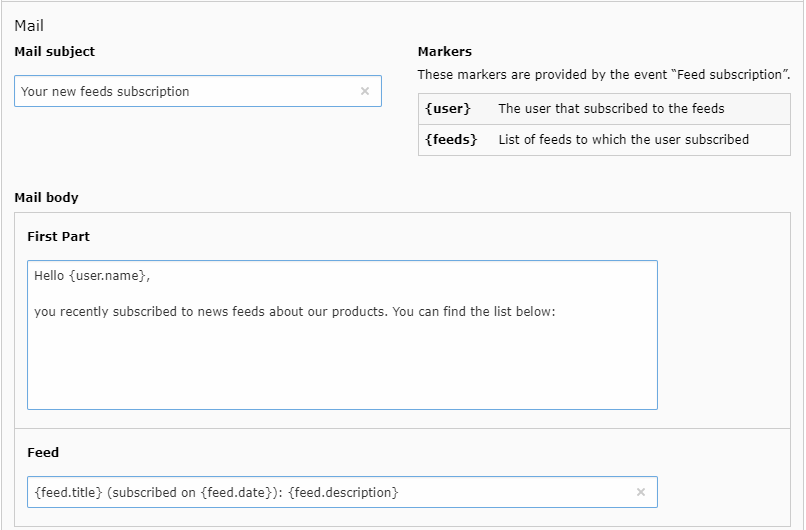 Mail
Mail subject
Your new feeds subscription
Markers
These markers are provided by the event “Feed subscription”.
{user} The user that subscribed to the feeds
{feeds} List of feeds to which the user subscribed
Mail body
First Part
Hello {user.name},
you recently subscribed to news feeds about our products. You can find the list below:
Feed
{feed.title} (subscribed on {feed.date}): {feed.description}